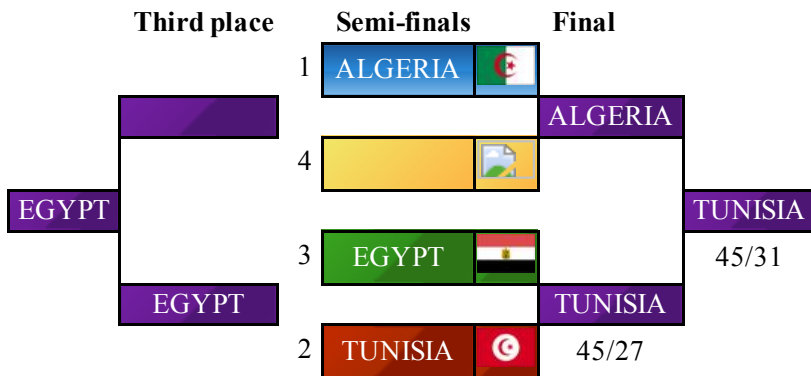 Third place Semi-finals Final
1 ALGERIA
ALGERIA
4
EGYPT TUNISIA
3 EGYPT 45/31
EGYPT TUNISIA
2 TUNISIA 45/27